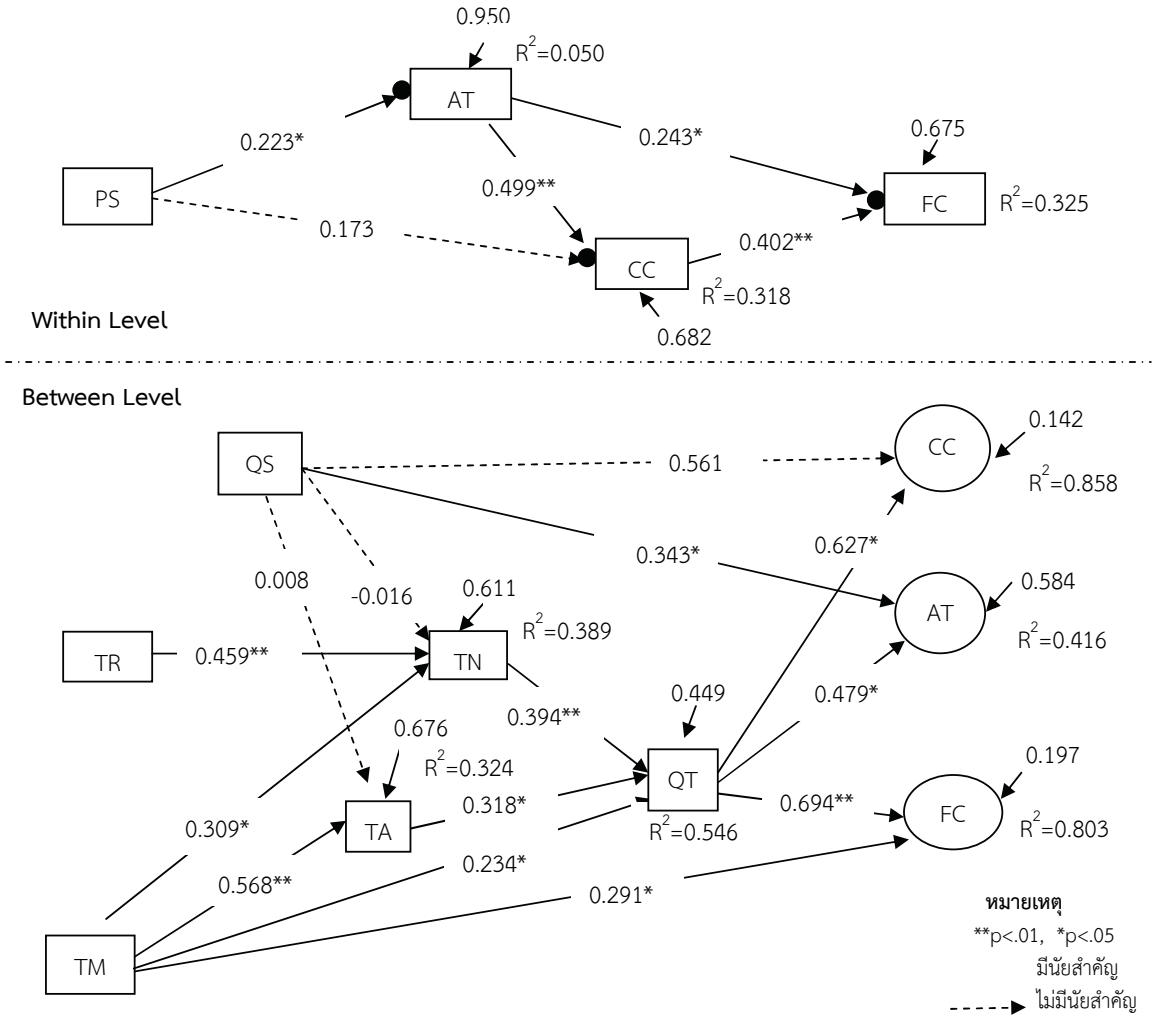 0.950
R²=0.050
AT
0.223*
0.243*
0.675
PS
0.499**
FC
R²=0.325
0.173
0.402**
CC
R²=0.318
0.682
Within Level
Between Level
QS
0.561
CC
0.142
R²=0.858
0.343*
0.627*
0.008
-0.016
0.611
R²=0.389
AT
0.584
R²=0.416
TR
0.459**
TN
0.394**
0.449
0.479*
0.676
R²=0.324
QT
0.318*
0.694**
0.197
TA
R²=0.546
FC
R²=0.803
0.309*
0.234*
0.568**
0.291*
TM
หมายเหตุ
**p<.01, *p<.05
มีนัยสำคัญ
ไม่มีนัยสำคัญ